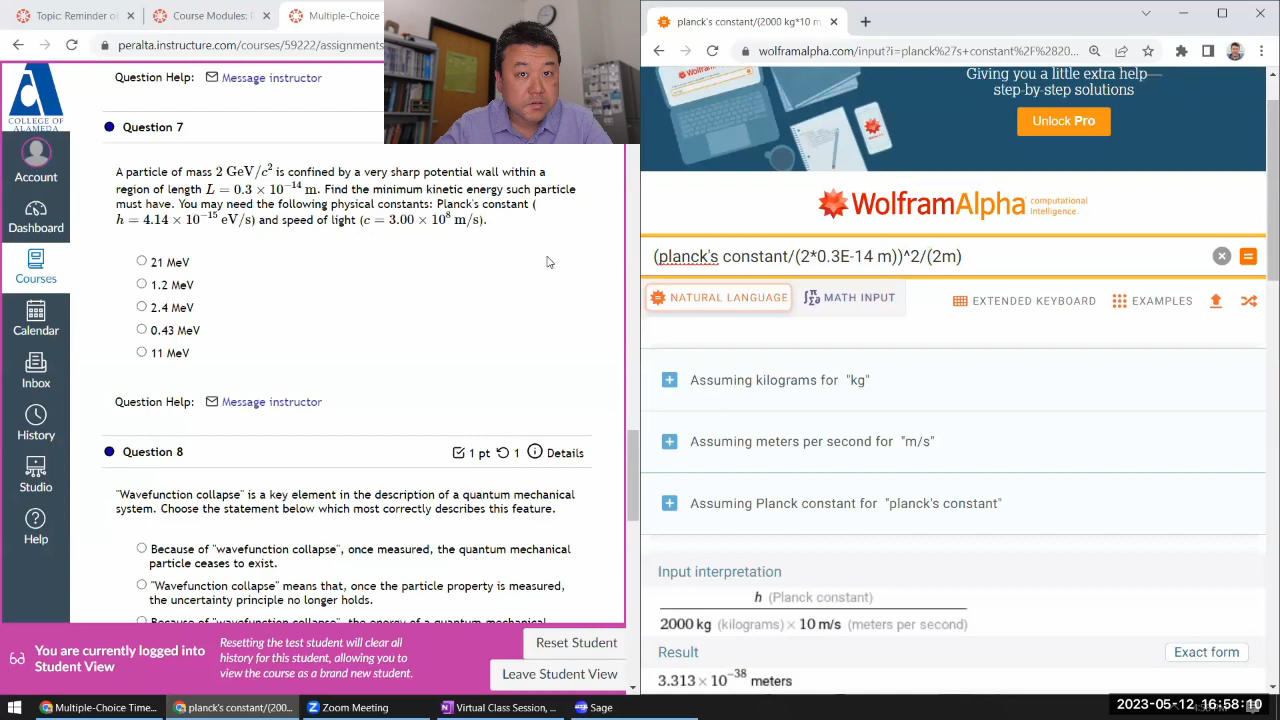 Topic: Responses t
Course Modules: P
Multiple-Choice
planck's constant/(2000 kg*10 m
peralta.instructure.com/courses/59222/assignments
wolframalpha.com/input?i=planck%27s+constant%2F%2820...
COLLEGE OF
ALAMEDA
Account
Dashboard
Courses
Calendar
Inbox
History
Studio
Help
Question Help: Message instructor
Question 7
A particle of mass 2 GeV/c² is confined by a very sharp potential wall within a
region of length L = 0.3 × 10⁻¹⁴ m. Find the minimum kinetic energy such particle
must have. You may need the following physical constants: Planck's constant (
h = 4.14 × 10⁻¹⁵ eV/s) and speed of light (c = 3.00 × 10⁸ m/s).
21 MeV
1.2 MeV
2.4 MeV
0.43 MeV
11 MeV
Question Help: Message instructor
Question 8
1 pt 1 Details
"Wavefunction collapse" is a key element in the description of a quantum mechanical
system. Choose the statement below which most correctly describes this feature.
Because of "wavefunction collapse", once measured, the quantum mechanical
particle ceases to exist.
"Wavefunction collapse" means that, once the particle property is measured,
the uncertainty principle no longer holds.
Because of "wavefunction collapse", the energy of a quantum mechanical
You are currently logged into
Student View
Resetting the test student will clear all
history for this student, allowing you to
view the course as a brand new student.
Reset Student
Leave Student View
Giving you a little extra help—
step-by-step solutions
Unlock Pro
WolframAlpha computational
intelligence.
(planck's constant/(2*0.3E-14 m))^2/(2m)
NATURAL LANGUAGE
MATH INPUT
EXTENDED KEYBOARD
EXAMPLES
Assuming kilograms for "kg"
Assuming meters per second for "m/s"
Assuming Planck constant for "planck's constant"
Input interpretation
h (Planck constant)
2000 kg (kilograms) × 10 m/s (meters per second)
Result
Exact form
3.313 × 10⁻³⁸ meters
Multiple-Choice Time...
planck's constant/(200...
Zoom Meeting
Virtual Class Session, ...
Sage
2023-05-12 16:58:10